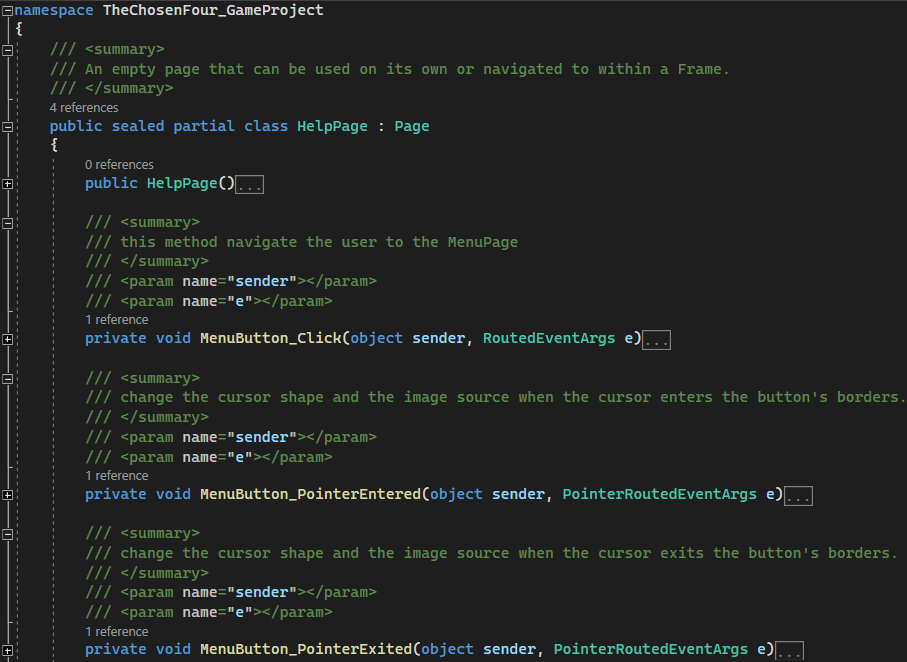 namespace TheChosenFour_GameProject
{
/// <summary>
/// An empty page that can be used on its own or navigated to within a Frame.
/// </summary>
4 references
public sealed partial class HelpPage : Page
{
0 references
public HelpPage()...
/// <summary>
/// this method navigate the user to the MenuPage
/// </summary>
/// <param name="sender"></param>
/// <param name="e"></param>
1 reference
private void MenuButton_Click(object sender, RoutedEventArgs e)...
/// <summary>
/// change the cursor shape and the image source when the cursor enters the button's borders.
/// </summary>
/// <param name="sender"></param>
/// <param name="e"></param>
1 reference
private void MenuButton_PointerEntered(object sender, PointerRoutedEventArgs e)...
/// <summary>
/// change the cursor shape and the image source when the cursor exits the button's borders.
/// </summary>
/// <param name="sender"></param>
/// <param name="e"></param>
1 reference
private void MenuButton_PointerExited(object sender, PointerRoutedEventArgs e)...